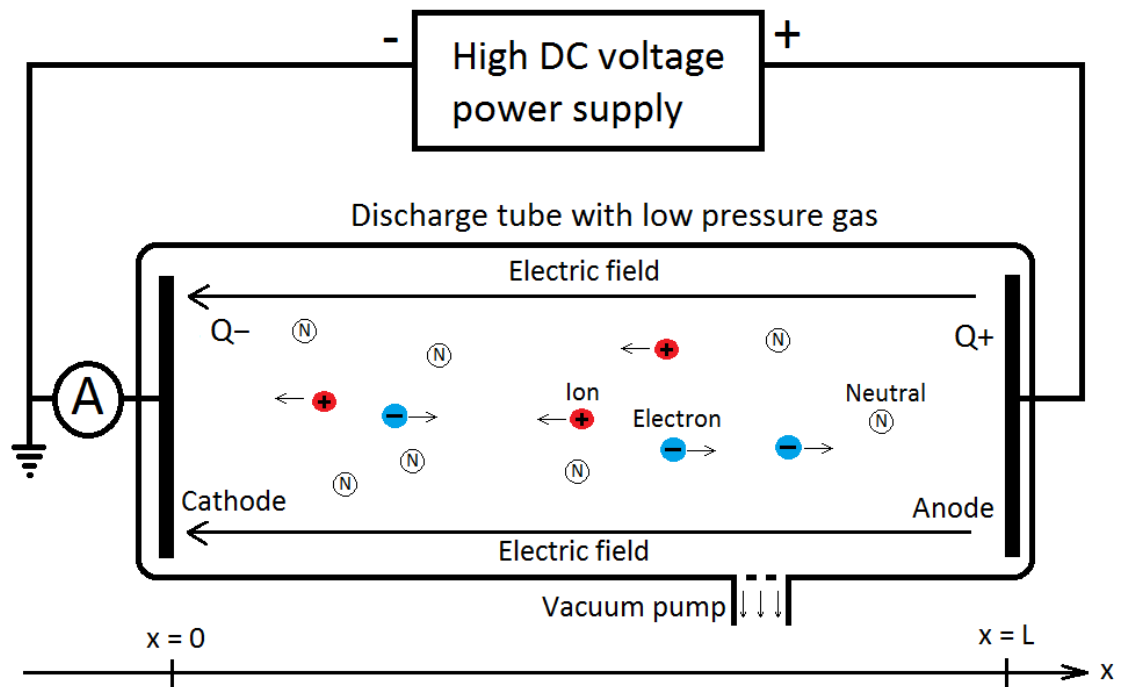 - High DC voltage +
power supply
Discharge tube with low pressure gas
Electric field
Q− N N + N Q+
A + − Ion + Electron − − Neutral N
N N N
Cathode Anode
Electric field
Vacuum pump
x = 0 x = L
x